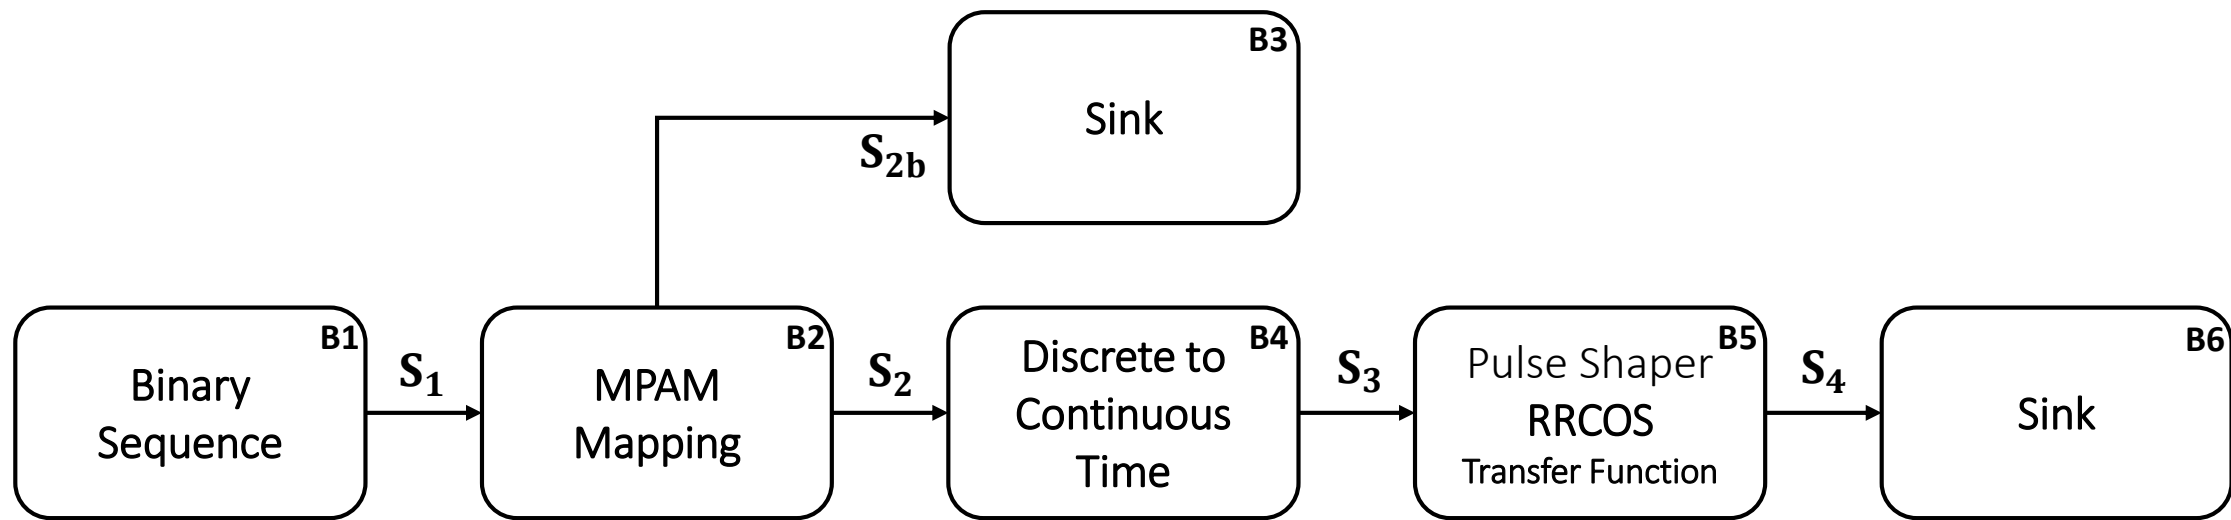 B3
Sink
S2b
B1
Binary
Sequence
S1
B2
MPAM
Mapping
S2
B4
Discrete to
Continuous
Time
S3
B5
Pulse Shaper
RRCOS
Transfer Function
S4
B6
Sink